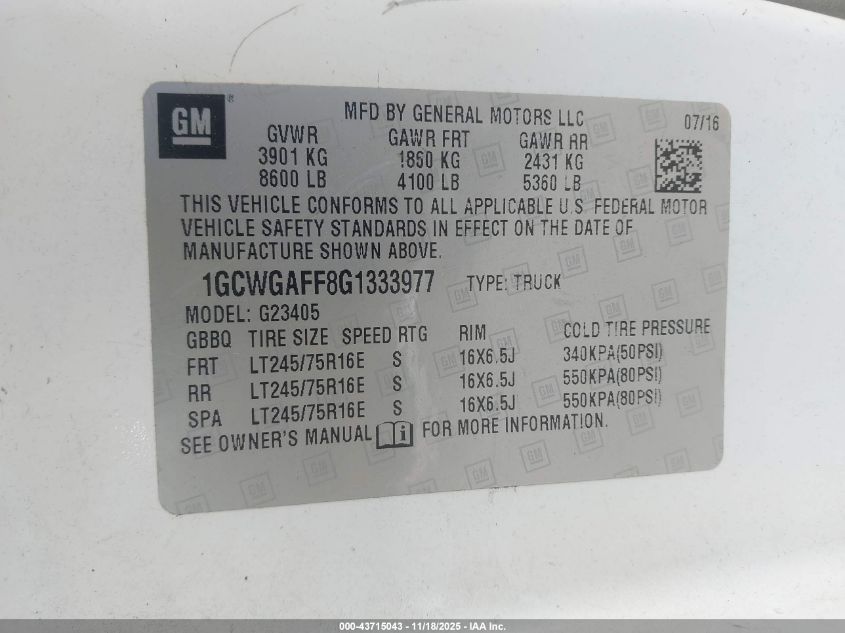 GM ®
MFD BY GENERAL MOTORS LLC 07/16
GVWR GAWR FRT GAWR RR
3901 KG 1860 KG 2431 KG
8600 LB 4100 LB 5360 LB
THIS VEHICLE CONFORMS TO ALL APPLICABLE U.S. FEDERAL MOTOR
VEHICLE SAFETY STANDARDS IN EFFECT ON THE DATE OF
MANUFACTURE SHOWN ABOVE.
1GCWGAFF8G1333977 TYPE: TRUCK
MODEL: G23405
GBBQ TIRE SIZE SPEED RTG RIM COLD TIRE PRESSURE
FRT LT245/75R16E S 16X6.5J 340KPA(50PSI)
RR LT245/75R16E S 16X6.5J 550KPA(80PSI)
SPA LT245/75R16E S 16X6.5J 550KPA(80PSI)
SEE OWNER'S MANUAL FOR MORE INFORMATION.
000-43715043 - 11/18/2025 - IAA Inc.